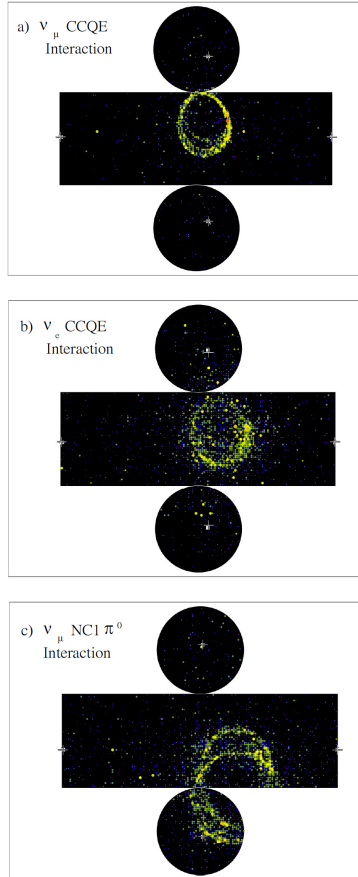 a) ν μ CCQE
Interaction
b) ν e CCQE
Interaction
c) ν μ NC1 π 0
Interaction